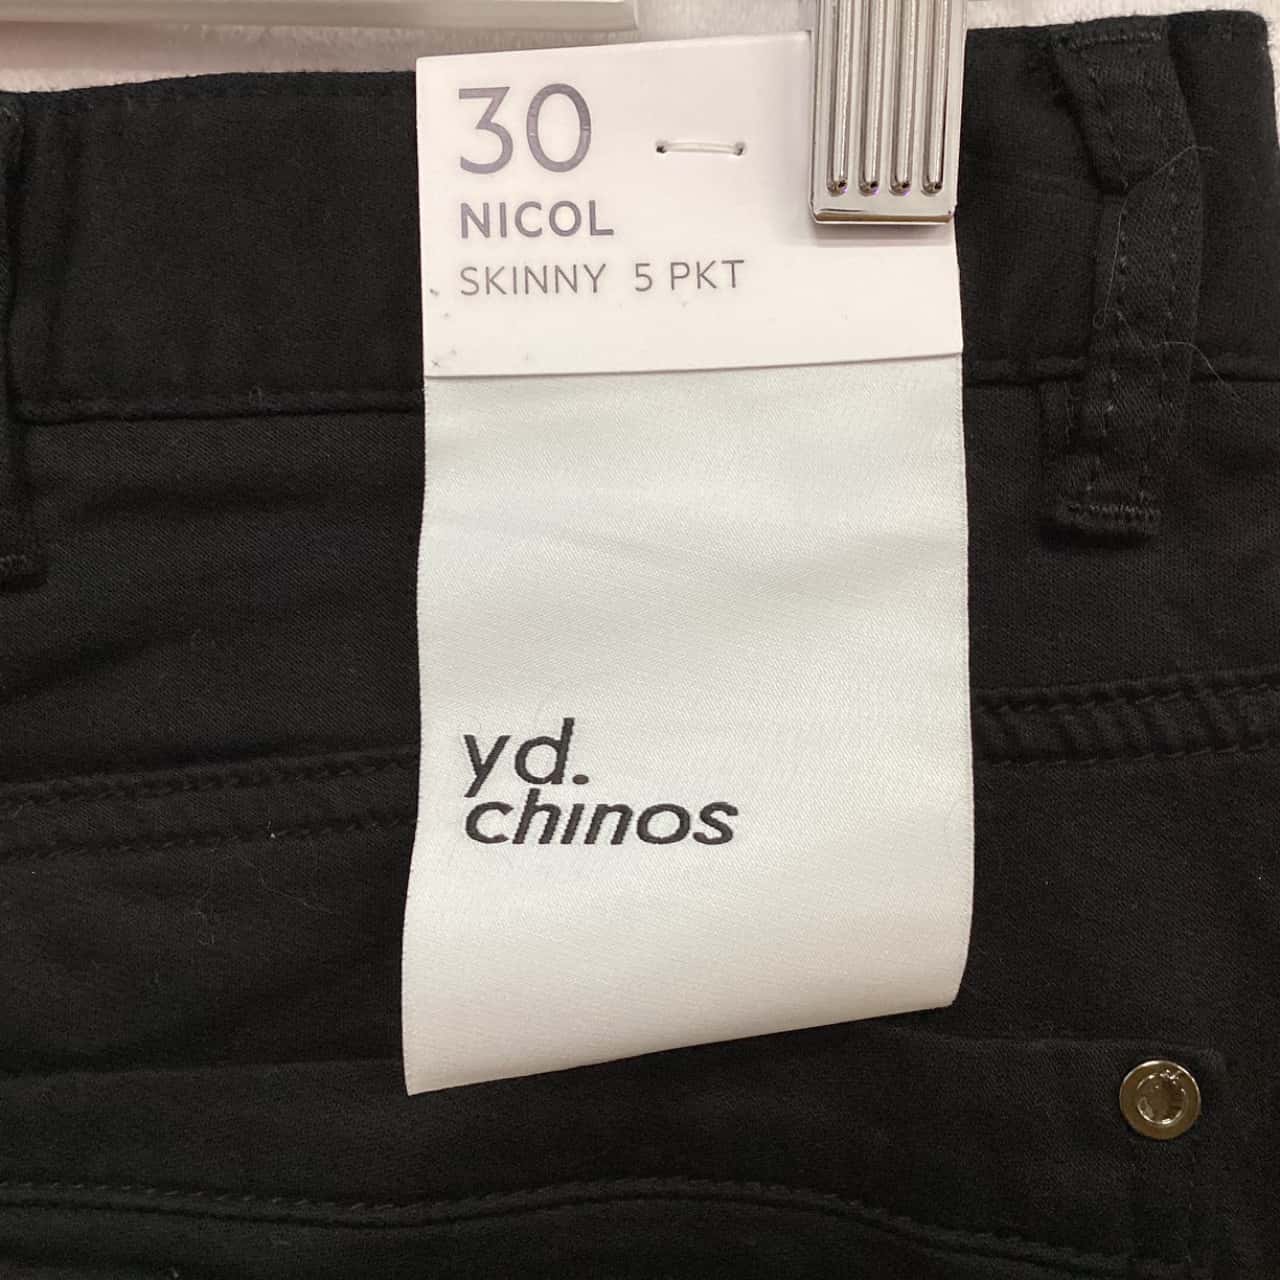 30
NICOL
SKINNY 5 PKT
yd.
chinos